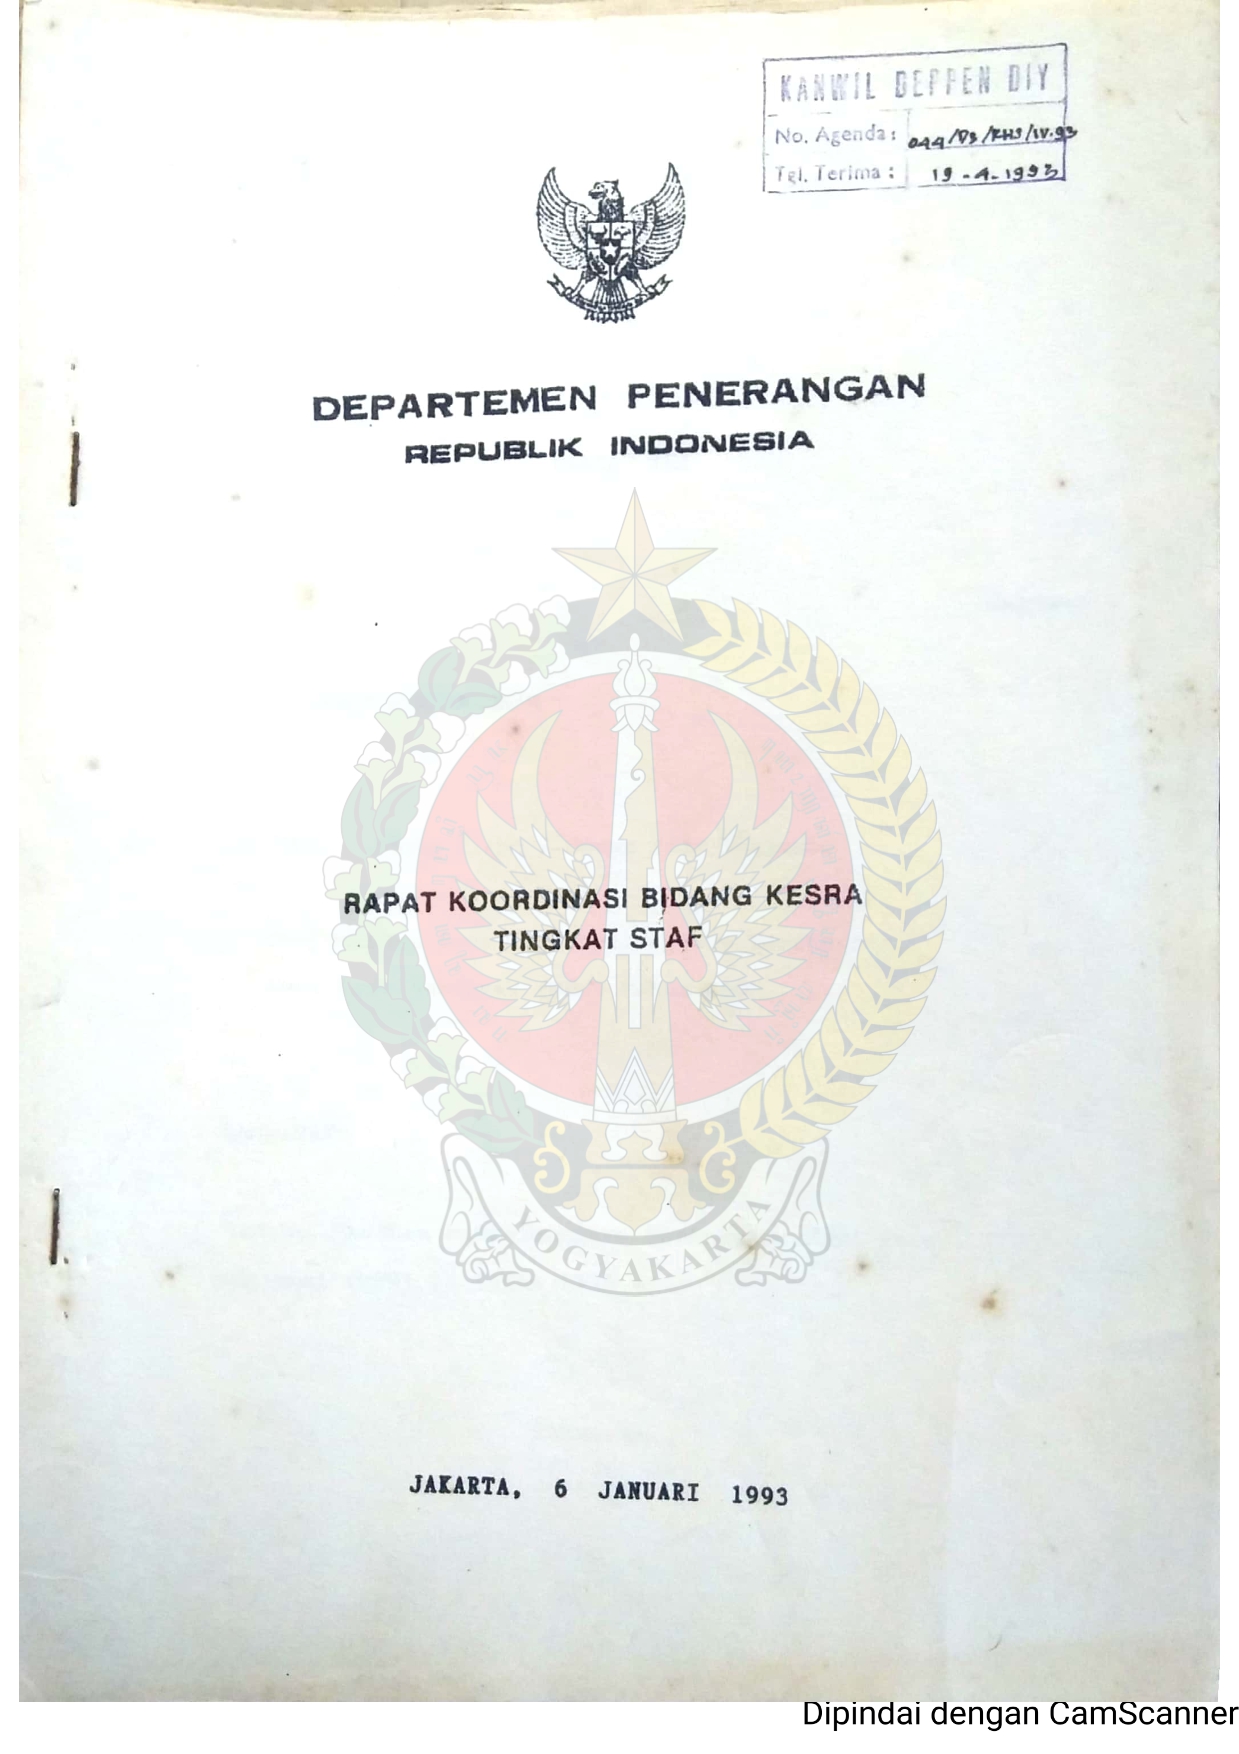 KANWIL DEPPEN DIY
No. Agenda: 044/DS/KHS/IV.93
Tgl. Terima: 19-4-1993
DEPARTEMEN PENERANGAN
REPUBLIK INDONESIA
RAPAT KOORDINASI BIDANG KESRA
TINGKAT STAF
YOGYAKARTA
JAKARTA, 6 JANUARI 1993
Dipindai dengan CamScanner